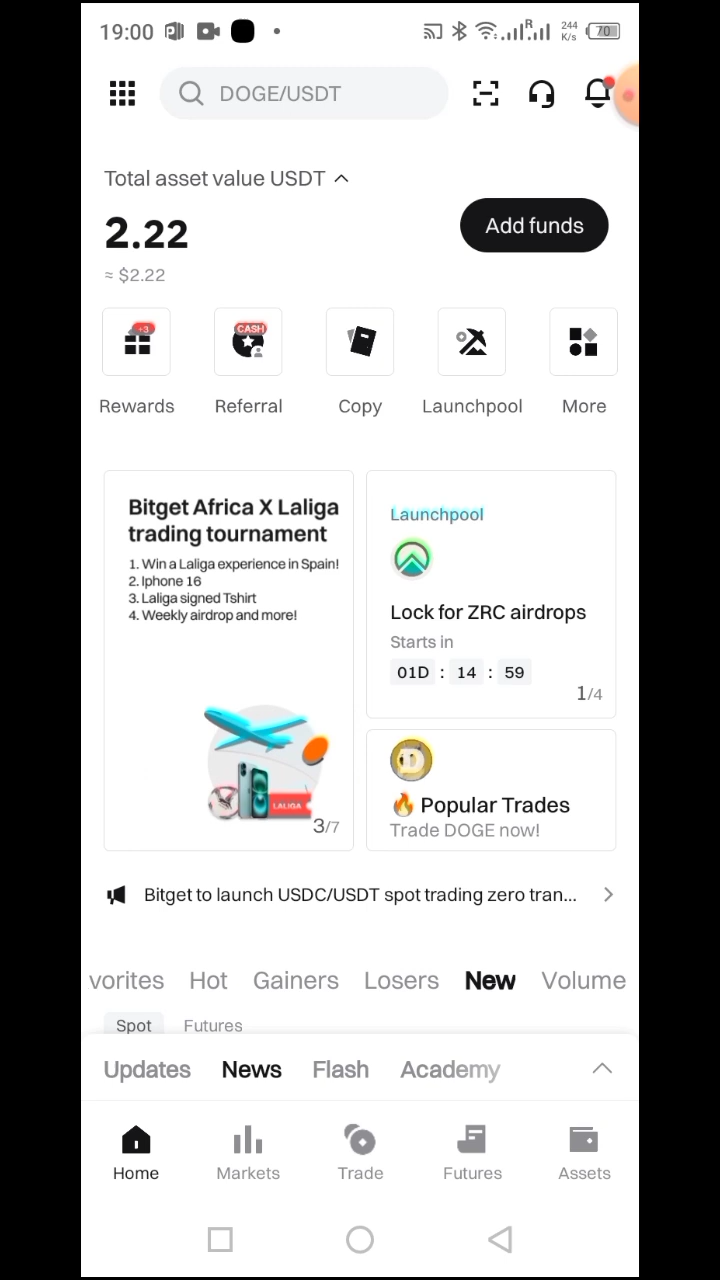 19:00
R
244
K/s
70
DOGE/USDT
Total asset value USDT
2.22
Add funds
≈ $2.22
+3
CASH
Rewards
Referral
Copy
Launchpool
More
Bitget Africa X Laliga
trading tournament
1. Win a Laliga experience in Spain!
2. Iphone 16
3. Laliga signed Tshirt
4. Weekly airdrop and more!
LALIGA
3/7
Launchpool
Lock for ZRC airdrops
Starts in
01D : 14 : 59
1/4
🔥 Popular Trades
Trade DOGE now!
Bitget to launch USDC/USDT spot trading zero tran...
vorites Hot Gainers Losers New Volume
Spot Futures
Updates News Flash Academy
Home Markets Trade Futures Assets